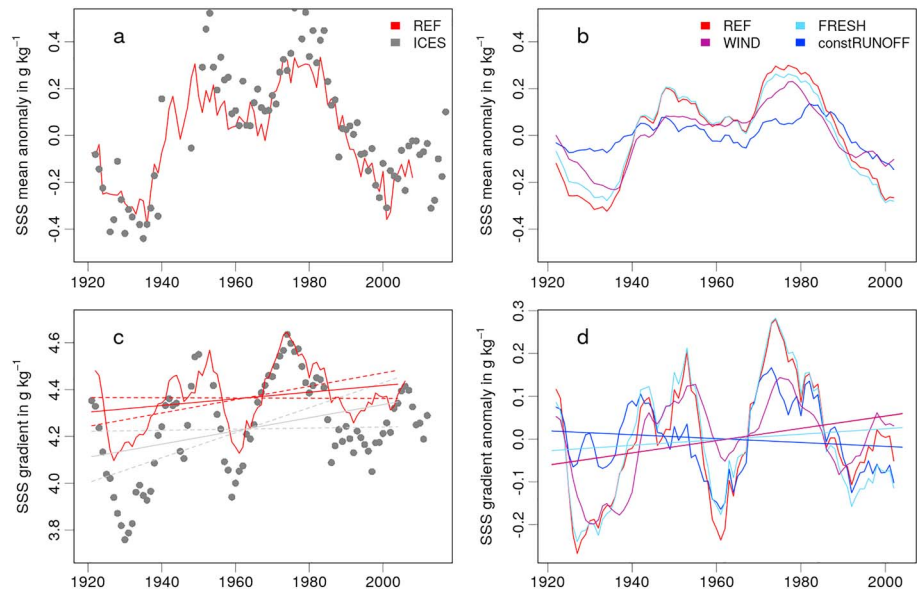 a
REF
ICES
SSS mean anomaly in g kg⁻¹
0.4
0.2
0.0
-0.2
-0.4
1920 1940 1960 1980 2000
b
REF FRESH
WIND constRUNOFF
SSS mean anomaly in g kg⁻¹
0.4
0.2
0.0
-0.2
-0.4
1920 1940 1960 1980 2000
c
SSS gradient in g kg⁻¹
4.6
4.4
4.2
4.0
3.8
1920 1940 1960 1980 2000
d
SSS gradient anomaly in g kg⁻¹
0.3
0.2
0.1
0.0
-0.1
-0.2
1920 1940 1960 1980 2000